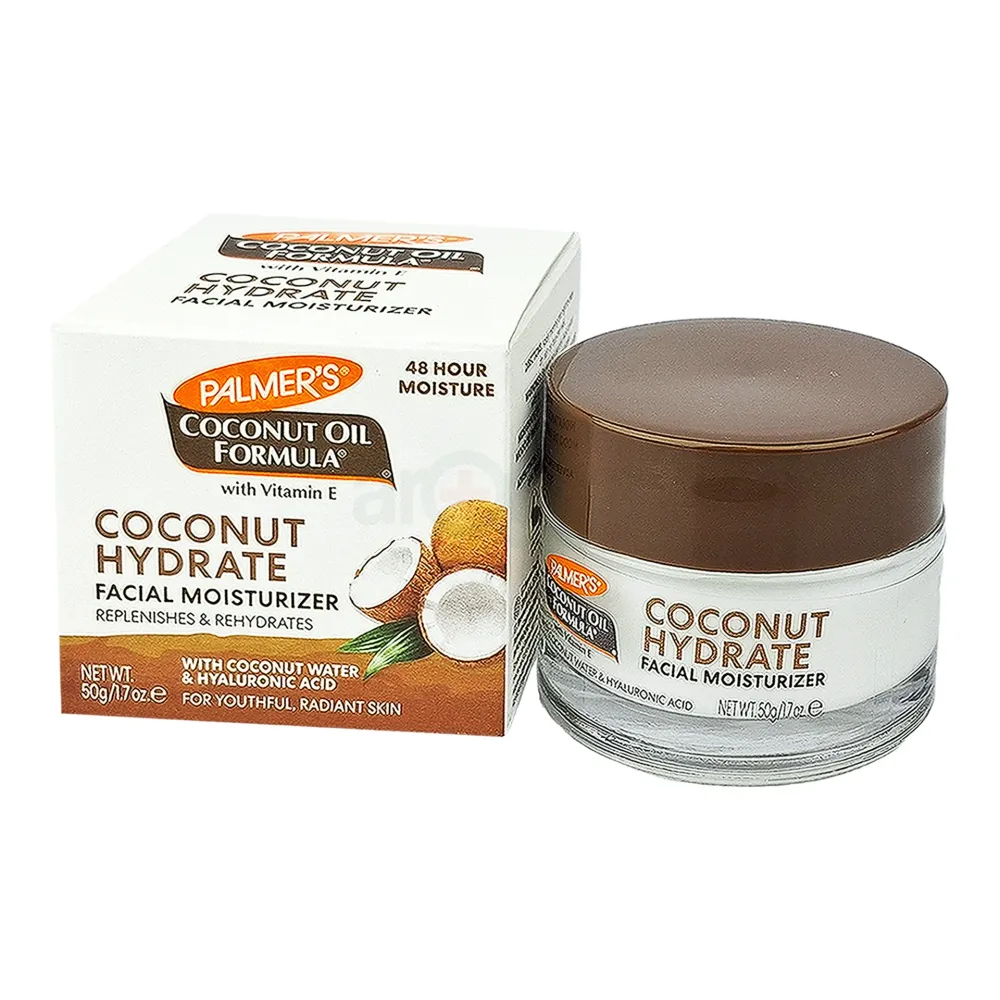 PALMER'S®
COCONUT OIL
FORMULA®
with Vitamin E
COCONUT
HYDRATE
FACIAL MOISTURIZER
PALMER'S®
48 HOUR
MOISTURE
COCONUT OIL
FORMULA®
with Vitamin E
COCONUT
HYDRATE
FACIAL MOISTURIZER
REPLENISHES & REHYDRATES
WITH COCONUT WATER
& HYALURONIC ACID
NET WT.
50g/1.7oz.℮
FOR YOUTHFUL, RADIANT SKIN
PALMER'S®
COCONUT OIL
FORMULA®
COCONUT
HYDRATE
FACIAL MOISTURIZER
WATER & HYALURONIC ACID
NET WT. 50g/1.7oz.℮